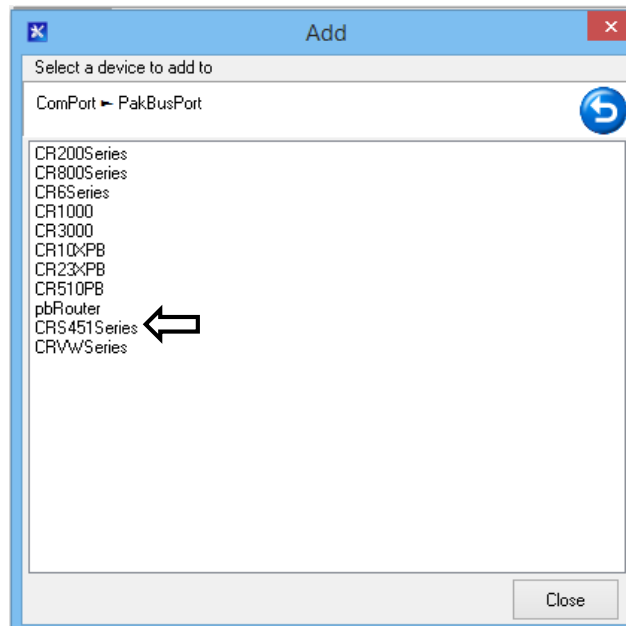 Add
Select a device to add to
ComPort ► PakBusPort
CR200Series
CR800Series
CR6Series
CR1000
CR3000
CR10XPB
CR23XPB
CR510PB
pbRouter
CRS451Series
CRVWSeries
Close